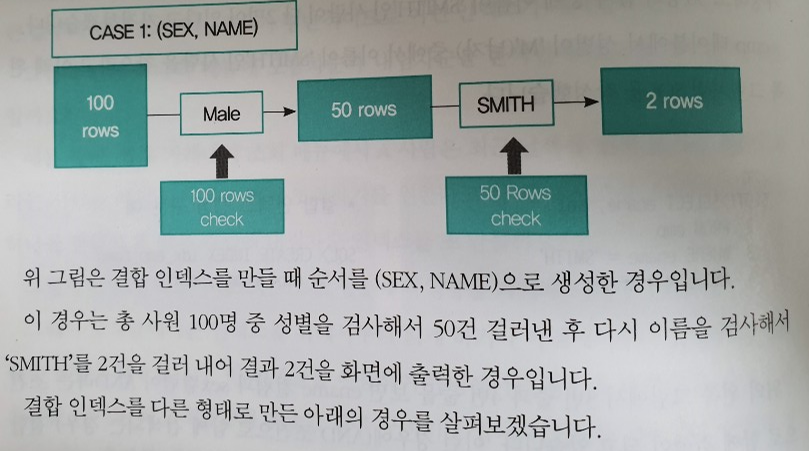 CASE 1: (SEX, NAME)
100
rows
Male
50 rows
SMITH
2 rows
100 rows
check
50 Rows
check
위 그림은 결합 인덱스를 만들 때 순서를 (SEX, NAME)으로 생성한 경우입니다.
이 경우는 총 사원 100명 중 성별을 검사해서 50건 걸러낸 후 다시 이름을 검사해서
‘SMITH’를 2건을 걸러 내어 결과 2건을 화면에 출력한 경우입니다.
결합 인덱스를 다른 형태로 만든 아래의 경우를 살펴보겠습니다.